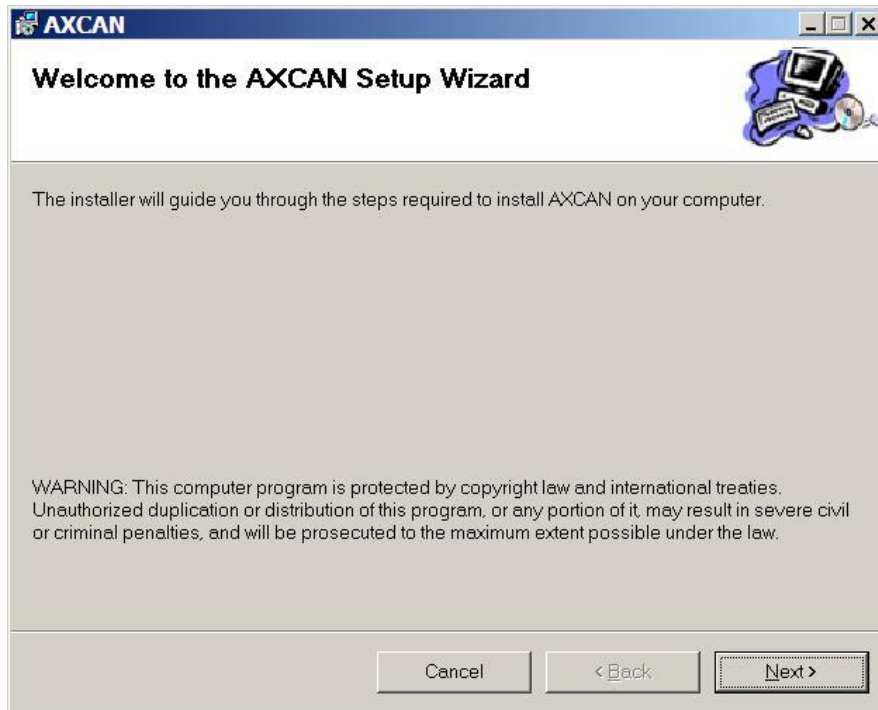 AXCAN
Welcome to the AXCAN Setup Wizard
The installer will guide you through the steps required to install AXCAN on your computer.
WARNING: This computer program is protected by copyright law and international treaties.
Unauthorized duplication or distribution of this program, or any portion of it, may result in severe civil
or criminal penalties, and will be prosecuted to the maximum extent possible under the law.
Cancel
< Back
Next >